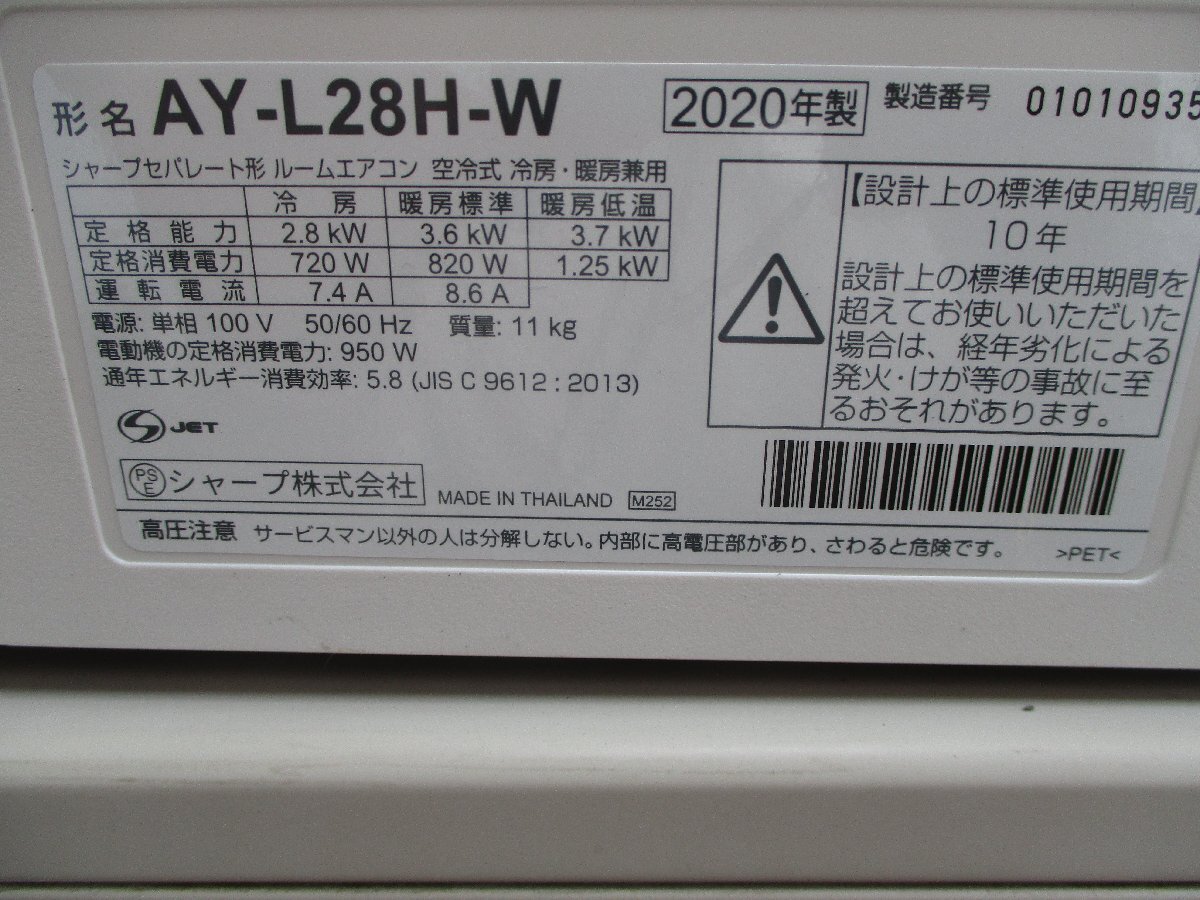 形名 AY-L28H-W 2020年製 製造番号 01010935
シャープセパレート形 ルームエアコン 空冷式 冷房・暖房兼用
冷房 暖房標準 暖房低温
定格能力 2.8 kW 3.6 kW 3.7 kW
定格消費電力 720 W 820 W 1.25 kW
運転電流 7.4 A 8.6 A
電源: 単相 100 V 50/60 Hz 質量: 11 kg
電動機の定格消費電力: 950 W
通年エネルギー消費効率: 5.8 (JIS C 9612 : 2013)
S JET
PSE シャープ株式会社 MADE IN THAILAND M252
【設計上の標準使用期間】
10年
設計上の標準使用期間を
超えてお使いいただいた
場合は、経年劣化による
発火・けが等の事故に至
るおそれがあります。
高圧注意 サービスマン以外の人は分解しない。内部に高電圧部があり、さわると危険です。 >PET<